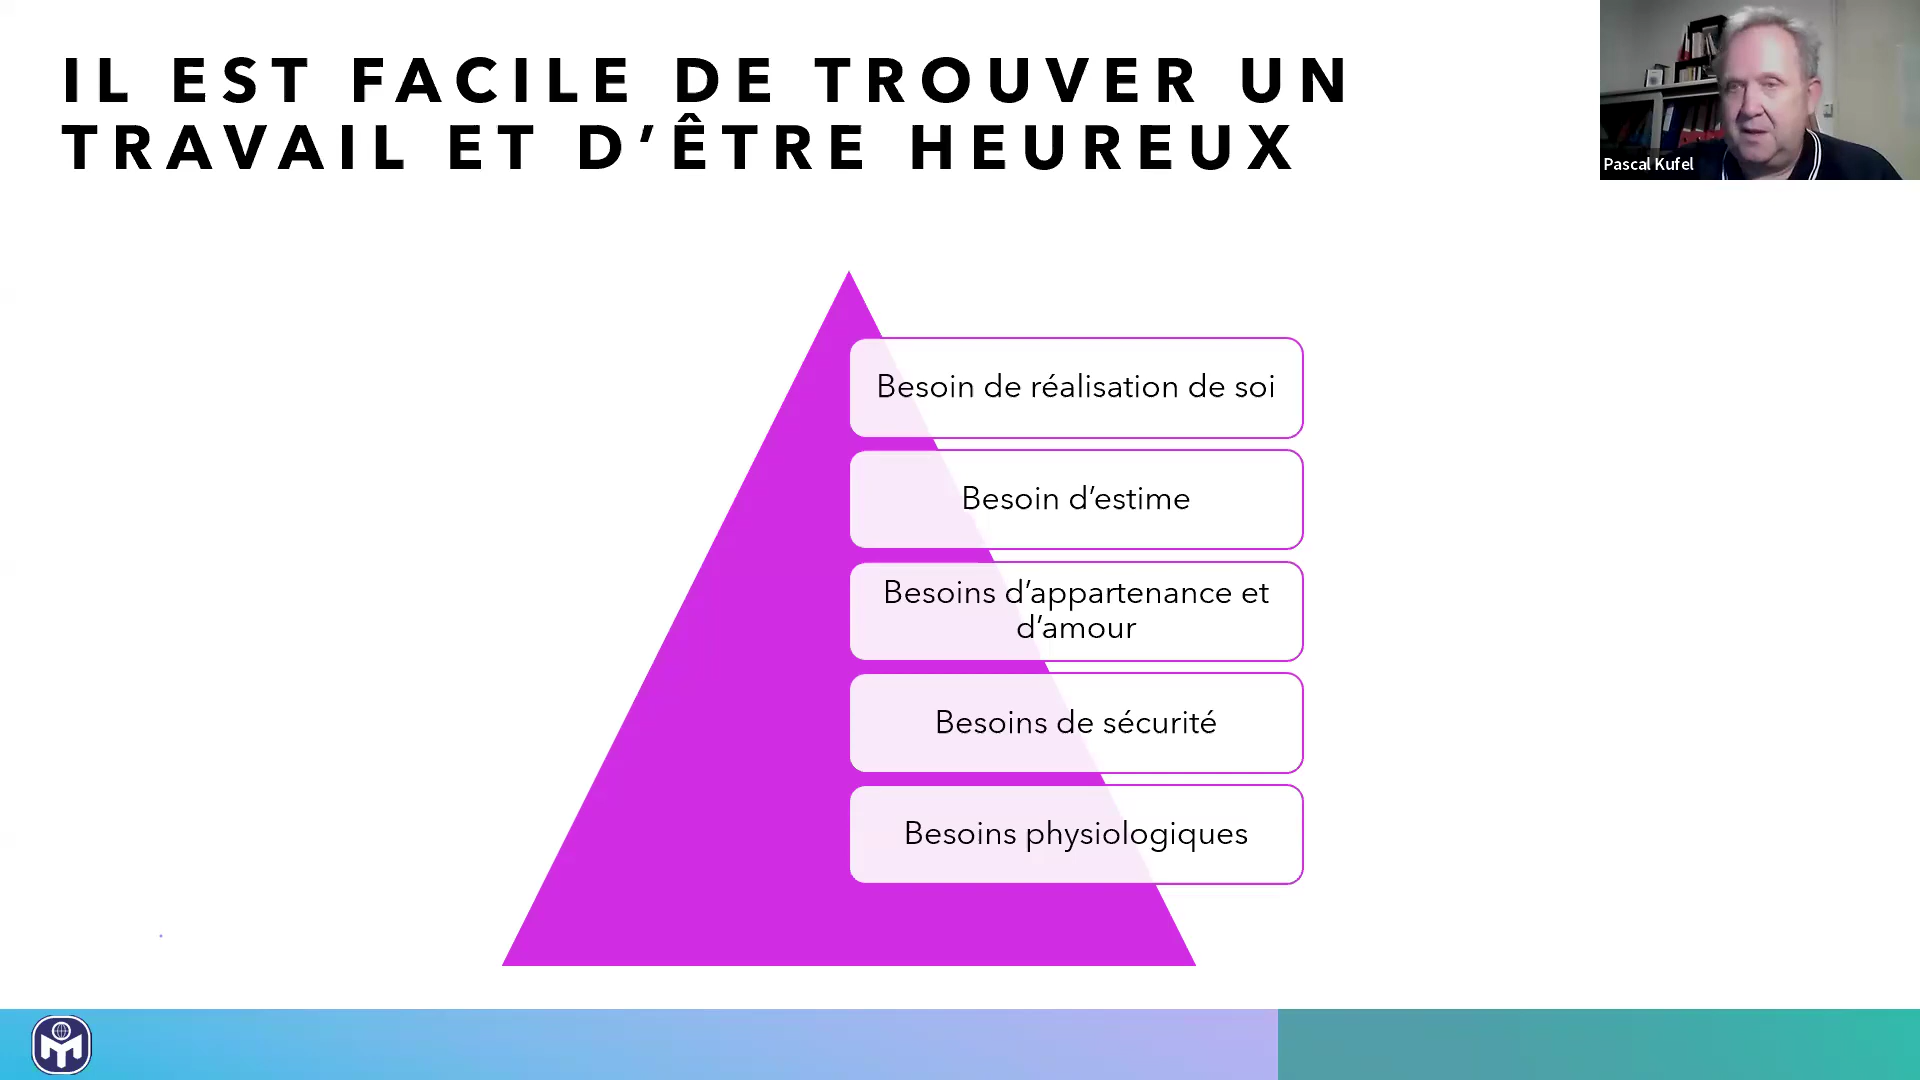 IL EST FACILE DE TROUVER UN
TRAVAIL ET D’ÊTRE HEUREUX
Pascal Kufel
Besoin de réalisation de soi
Besoin d’estime
Besoins d’appartenance et
d’amour
Besoins de sécurité
Besoins physiologiques